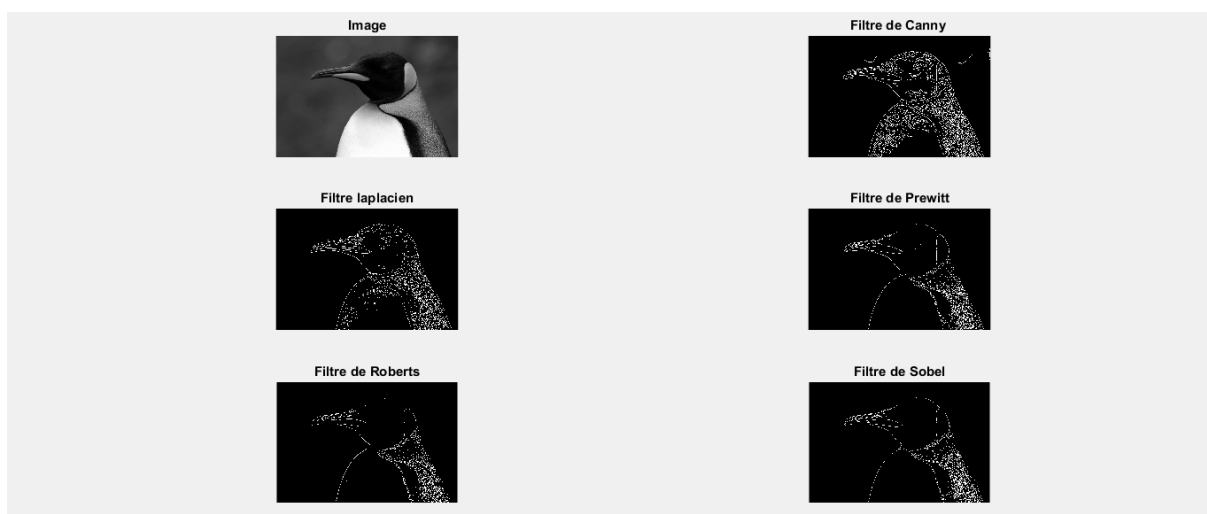 Image
Filtre de Canny
Filtre laplacien
Filtre de Prewitt
Filtre de Roberts
Filtre de Sobel